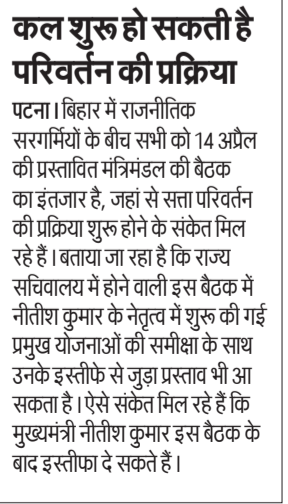 कल शुरू हो सकती है
परिवर्तन की प्रक्रिया
पटना। बिहार में राजनीतिक
सरगर्मियों के बीच सभी को 14 अप्रैल
की प्रस्तावित मंत्रिमंडल की बैठक
का इंतजार है, जहां से सत्ता परिवर्तन
की प्रक्रिया शुरू होने के संकेत मिल
रहे हैं। बताया जा रहा है कि राज्य
सचिवालय में होने वाली इस बैठक में
नीतीश कुमार के नेतृत्व में शुरू की गई
प्रमुख योजनाओं की समीक्षा के साथ
उनके इस्तीफे से जुड़ा प्रस्ताव भी आ
सकता है। ऐसे संकेत मिल रहे हैं कि
मुख्यमंत्री नीतीश कुमार इस बैठक के
बाद इस्तीफा दे सकते हैं।